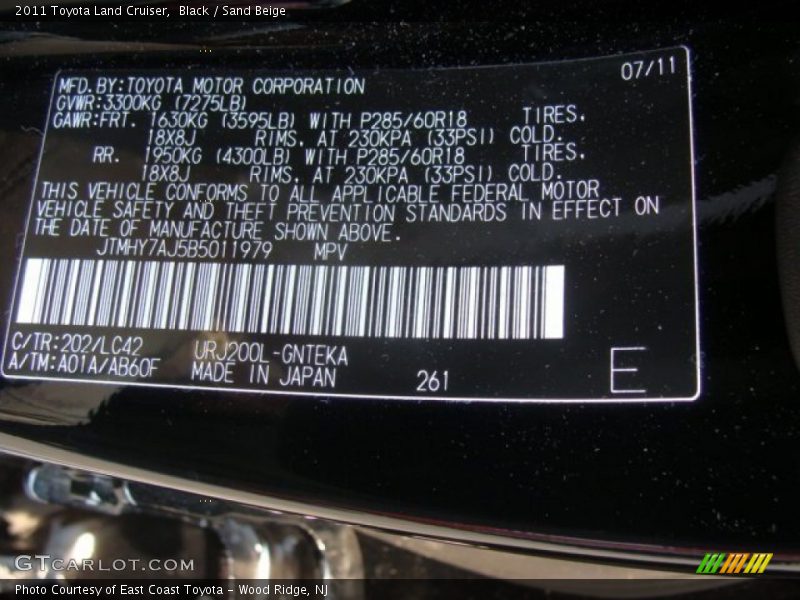 2011 Toyota Land Cruiser,  Black / Sand Beige
07/11
MFD.BY:TOYOTA MOTOR CORPORATION
GVWR:3300KG (7275LB)
GAWR:FRT. 1630KG (3595LB) WITH P285/60R18 TIRES.
18X8J RIMS. AT 230KPA (33PSI) COLD.
RR. 1950KG (4300LB) WITH P285/60R18 TIRES.
18X8J RIMS. AT 230KPA (33PSI) COLD.
THIS VEHICLE CONFORMS TO ALL APPLICABLE FEDERAL MOTOR
VEHICLE SAFETY AND THEFT PREVENTION STANDARDS IN EFFECT ON
THE DATE OF MANUFACTURE SHOWN ABOVE.
JTMHY7AJ5B5011979 MPV
C/TR:202/LC42 URJ200L-GNTEKA
A/TM:A01A/AB60F MADE IN JAPAN 261 E
GTCARLOT.COM
Photo Courtesy of East Coast Toyota - Wood Ridge, NJ